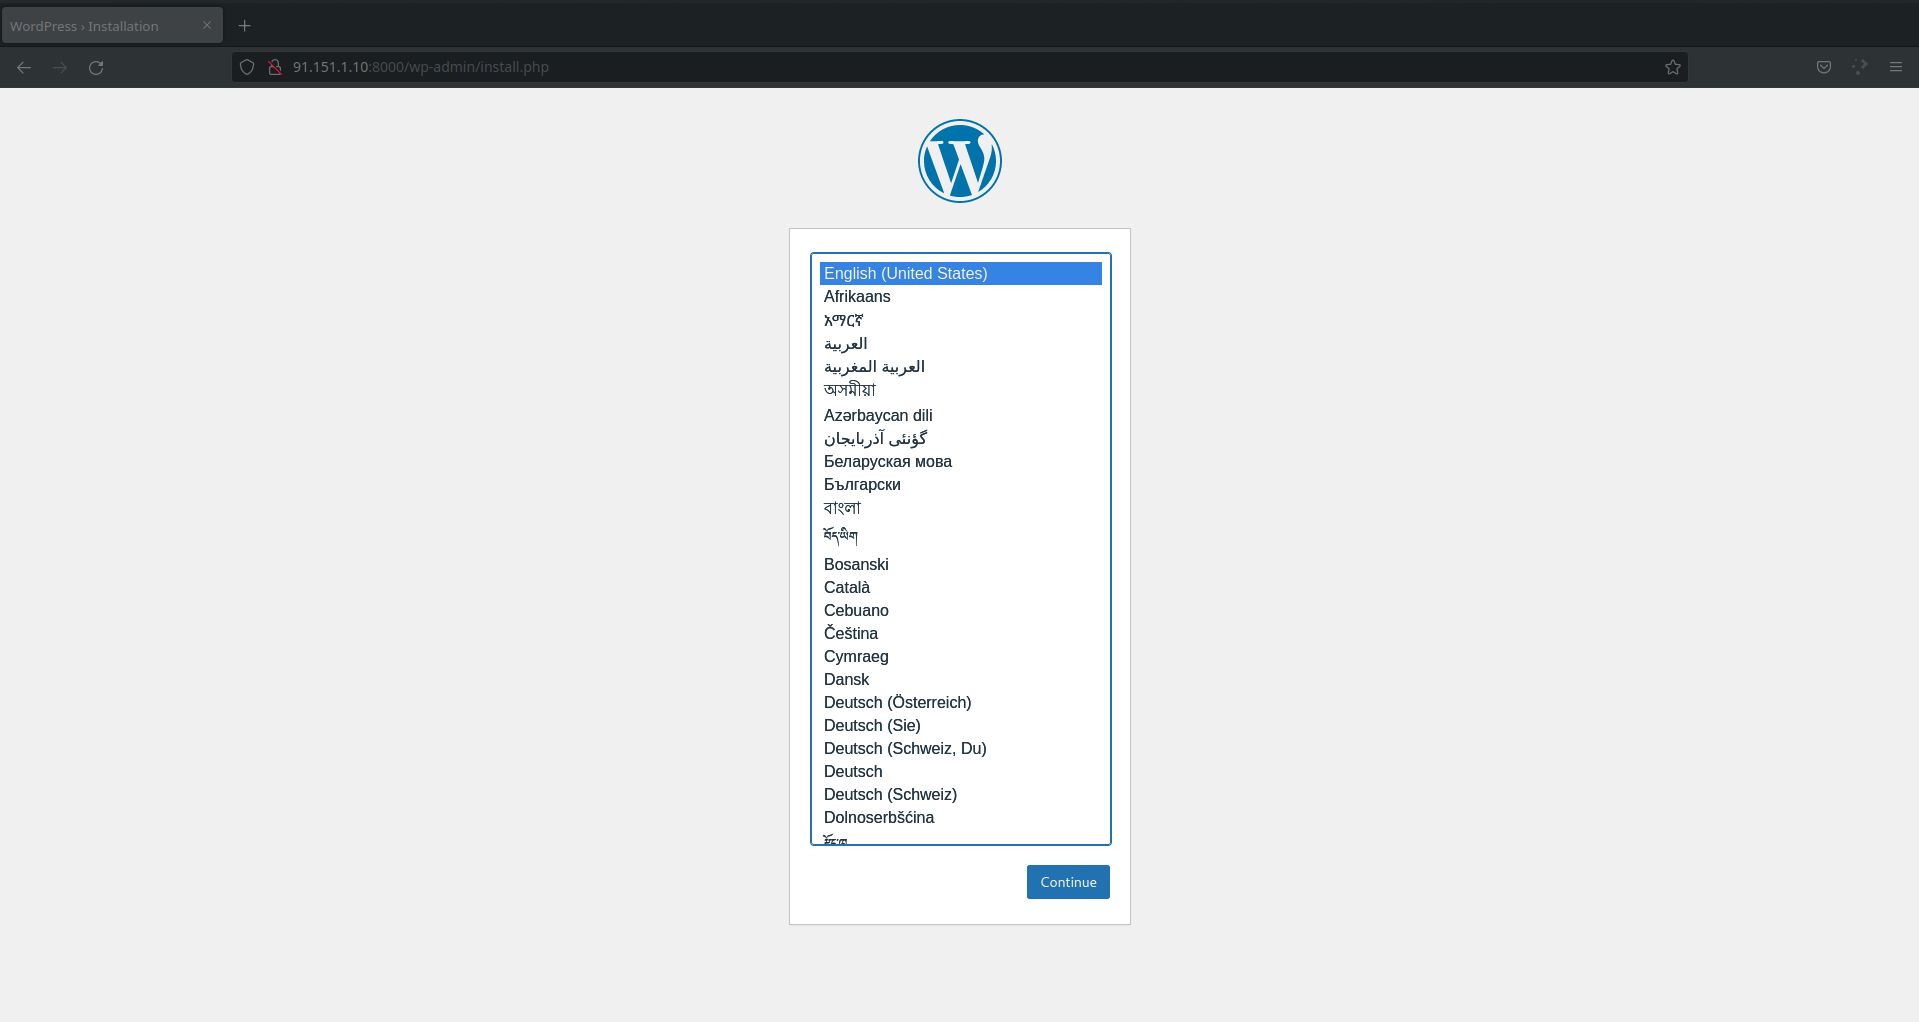 WordPress › Installation
91.151.1.10:8000/wp-admin/install.php
English (United States)
Afrikaans
አማርኛ
العربية
العربية المغربية
অসমীয়া
Azərbaycan dili
گؤنئی آذربایجان
Беларуская мова
Български
বাংলা
བོད་ཡིག
Bosanski
Català
Cebuano
Čeština
Cymraeg
Dansk
Deutsch (Österreich)
Deutsch (Sie)
Deutsch (Schweiz, Du)
Deutsch
Deutsch (Schweiz)
Dolnoserbšćina
Continue